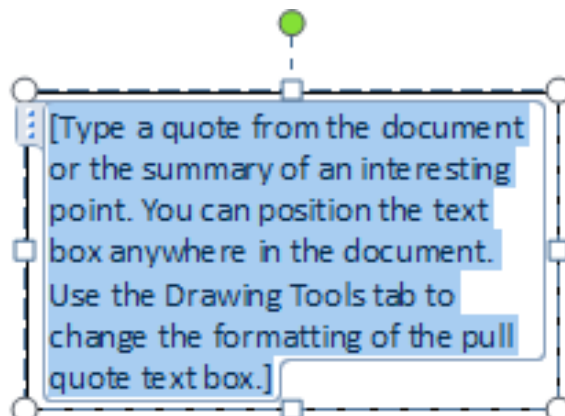 [Type a quote from the document
or the summary of an interesting
point. You can position the text
box anywhere in the document.
Use the Drawing Tools tab to
change the formatting of the pull
quote text box.]